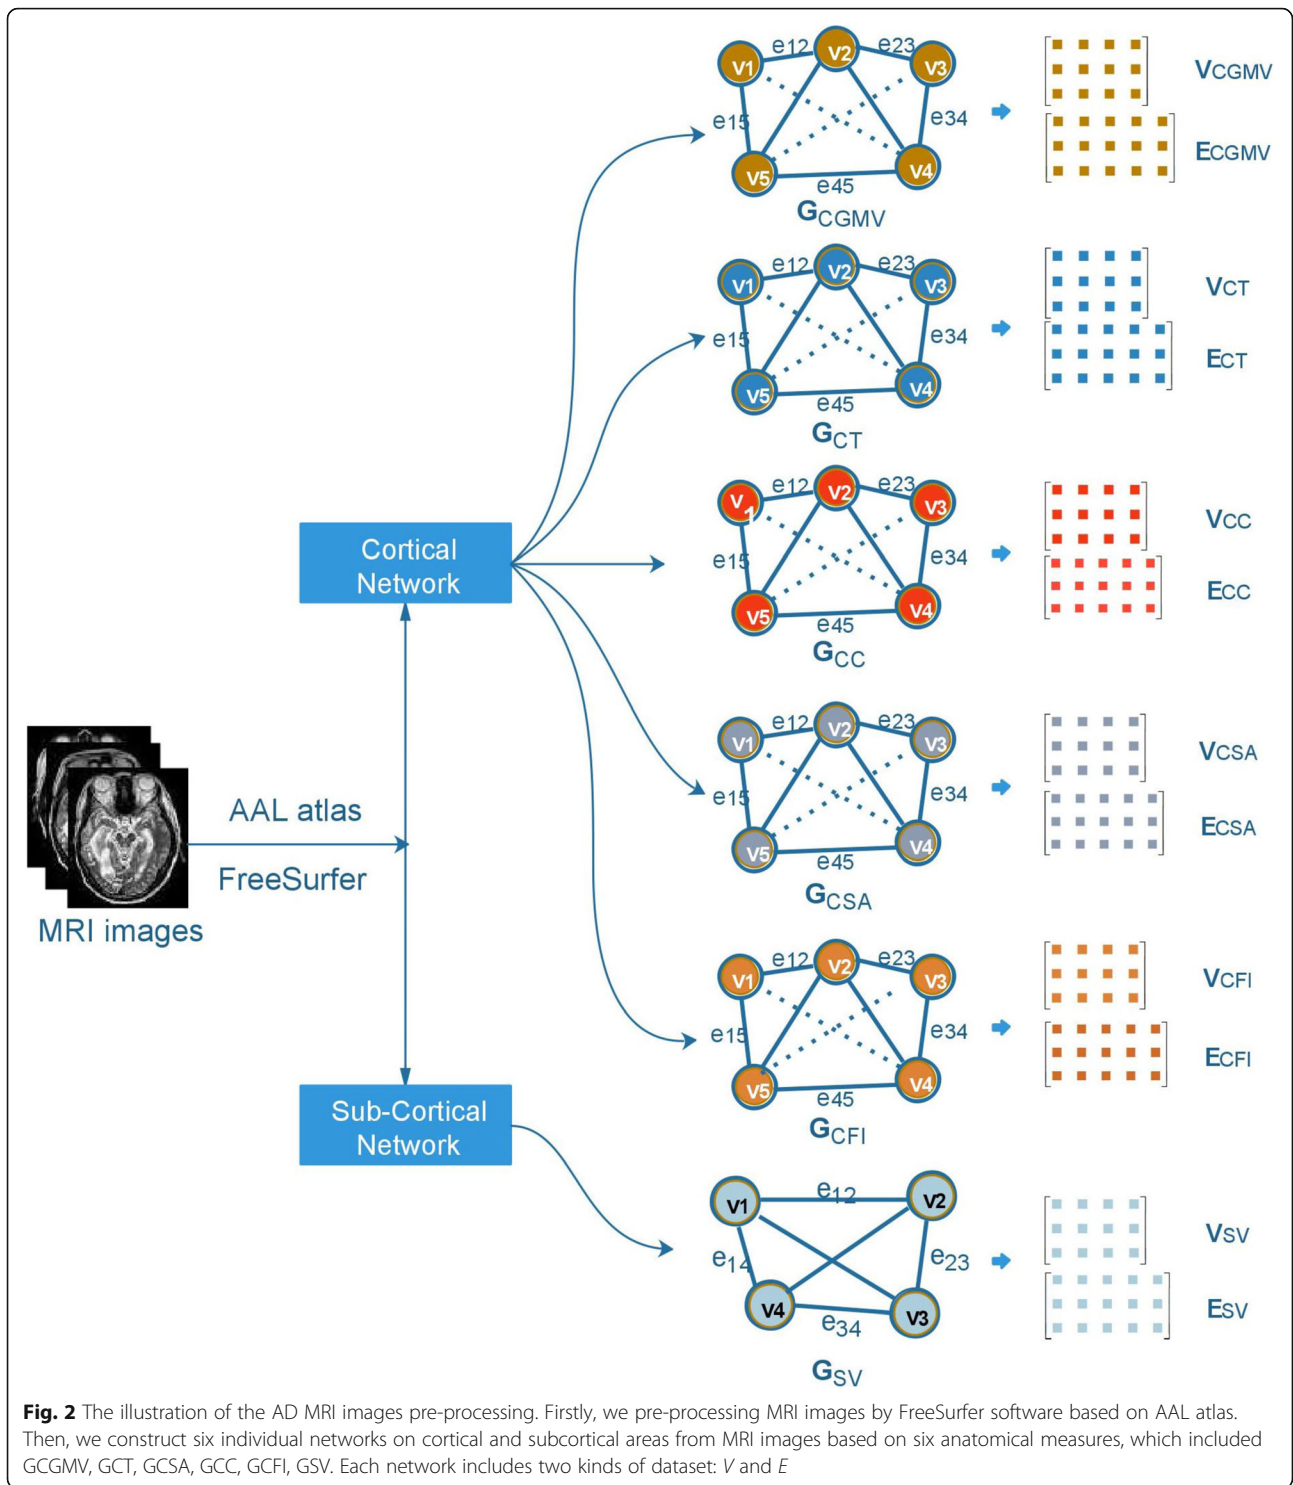 e12
e23
V1
V2
V3
e15
e34
V5
V4
e45
GCGMV
VCGMV
ECGMV
e12
e23
V1
V2
V3
e15
e34
V5
V4
e45
GCT
VCT
ECT
e12
e23
V
1
V2
V3
e15
e34
V5
V4
e45
GCC
VCC
ECC
Cortical
Network
e12
e23
V1
V2
V3
e15
e34
V5
V4
e45
GCSA
VCSA
ECSA
AAL atlas
FreeSurfer
MRI images
e12
e23
V1
V2
V3
e15
e34
V5
V4
e45
GCFI
VCFI
ECFI
Sub-Cortical
Network
e12
V1
V2
e14
e23
V4
V3
e34
GSV
VSV
ESV
Fig. 2 The illustration of the AD MRI images pre-processing. Firstly, we pre-processing MRI images by FreeSurfer software based on AAL atlas.
Then, we construct six individual networks on cortical and subcortical areas from MRI images based on six anatomical measures, which included
GCGMV, GCT, GCSA, GCC, GCFI, GSV. Each network includes two kinds of dataset: V and E